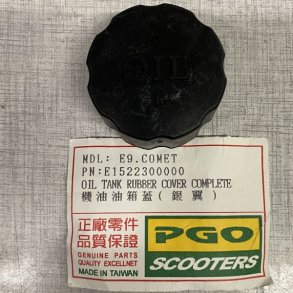 OIL
MDL: E9.COMET
PN:E1522300000
OIL TANK RUBBER COVER COMPLETE
機油油箱蓋(銀翼)
正廠零件
品質保證
GENUINE PARTS
QUALITY EXCELLNET
MADE IN TAIWAN
PGO
SCOOTERS